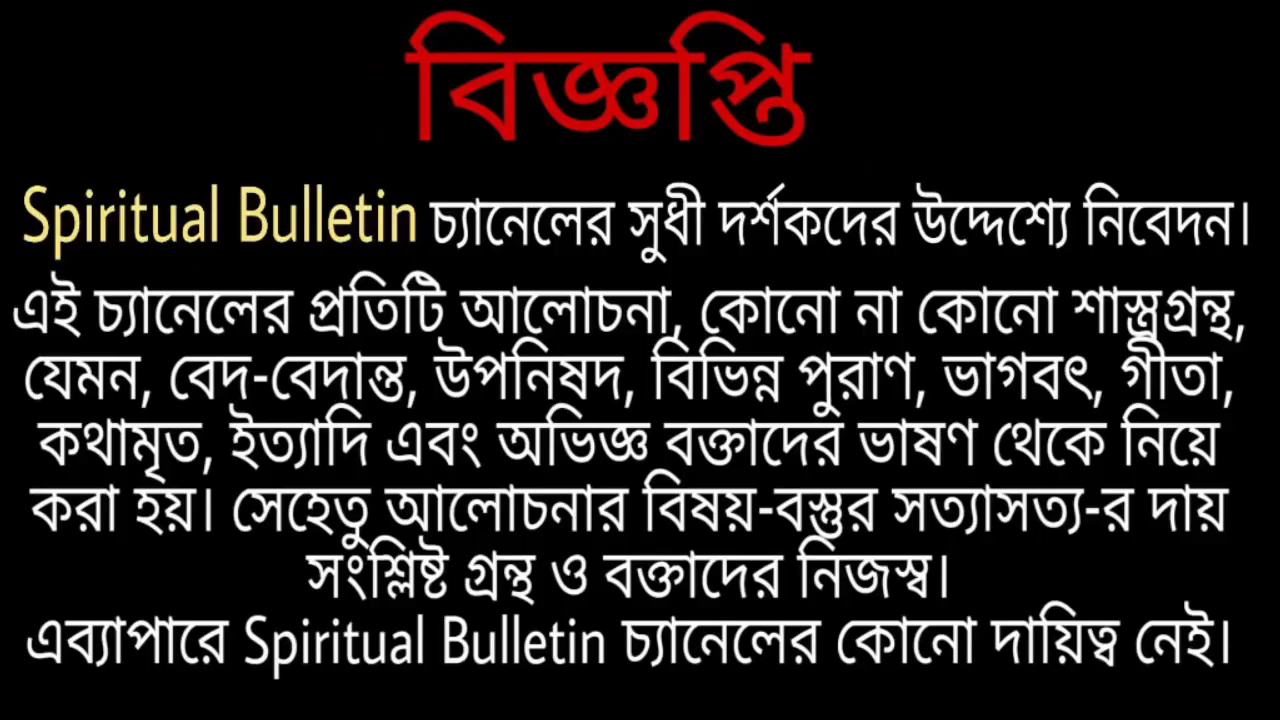 বিজ্ঞপ্তি
Spiritual Bulletin চ্যানেলের সুধী দর্শকদের উদ্দেশ্যে নিবেদন।
এই চ্যানেলের প্রতিটি আলোচনা, কোনো না কোনো শাস্ত্রগ্রন্থ,
যেমন, বেদ-বেদান্ত, উপনিষদ, বিভিন্ন পুরাণ, ভাগবৎ, গীতা,
কথামৃত, ইত্যাদি এবং অভিজ্ঞ বক্তাদের ভাষণ থেকে নিয়ে
করা হয়। সেহেতু আলোচনার বিষয়-বস্তুর সত্যাসত্য-র দায়
সংশ্লিষ্ট গ্রন্থ ও বক্তাদের নিজস্ব।
এব্যাপারে Spiritual Bulletin চ্যানেলের কোনো দায়িত্ব নেই।